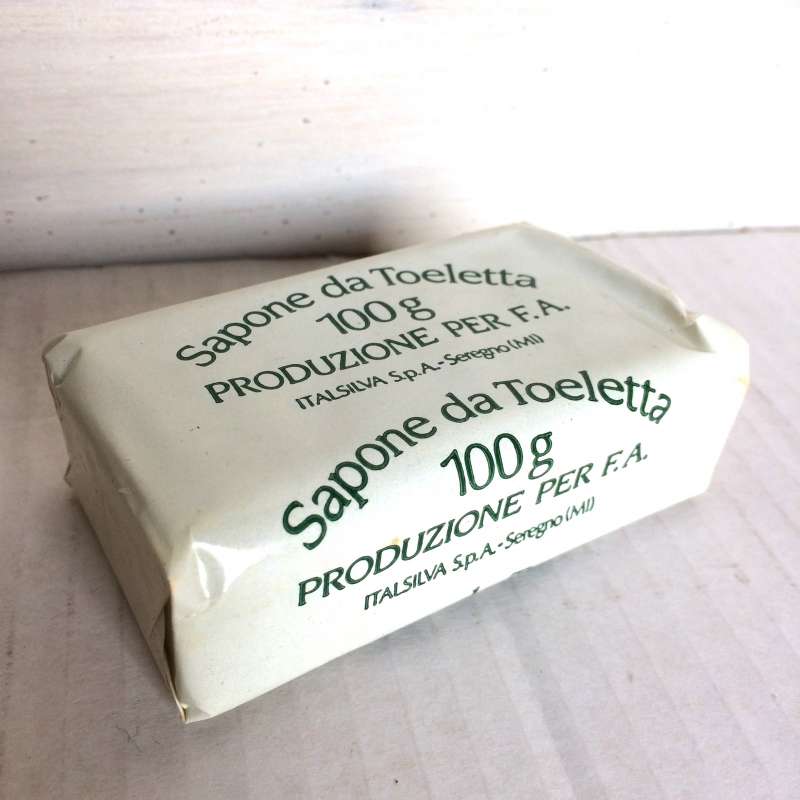 Sapone da Toeletta
100 g
PRODUZIONE PER F.A.
ITALSILVA S.p.A. - Seregno (MI)
Sapone da Toeletta
100 g
PRODUZIONE PER F.A.
ITALSILVA S.p.A. - Seregno (MI)